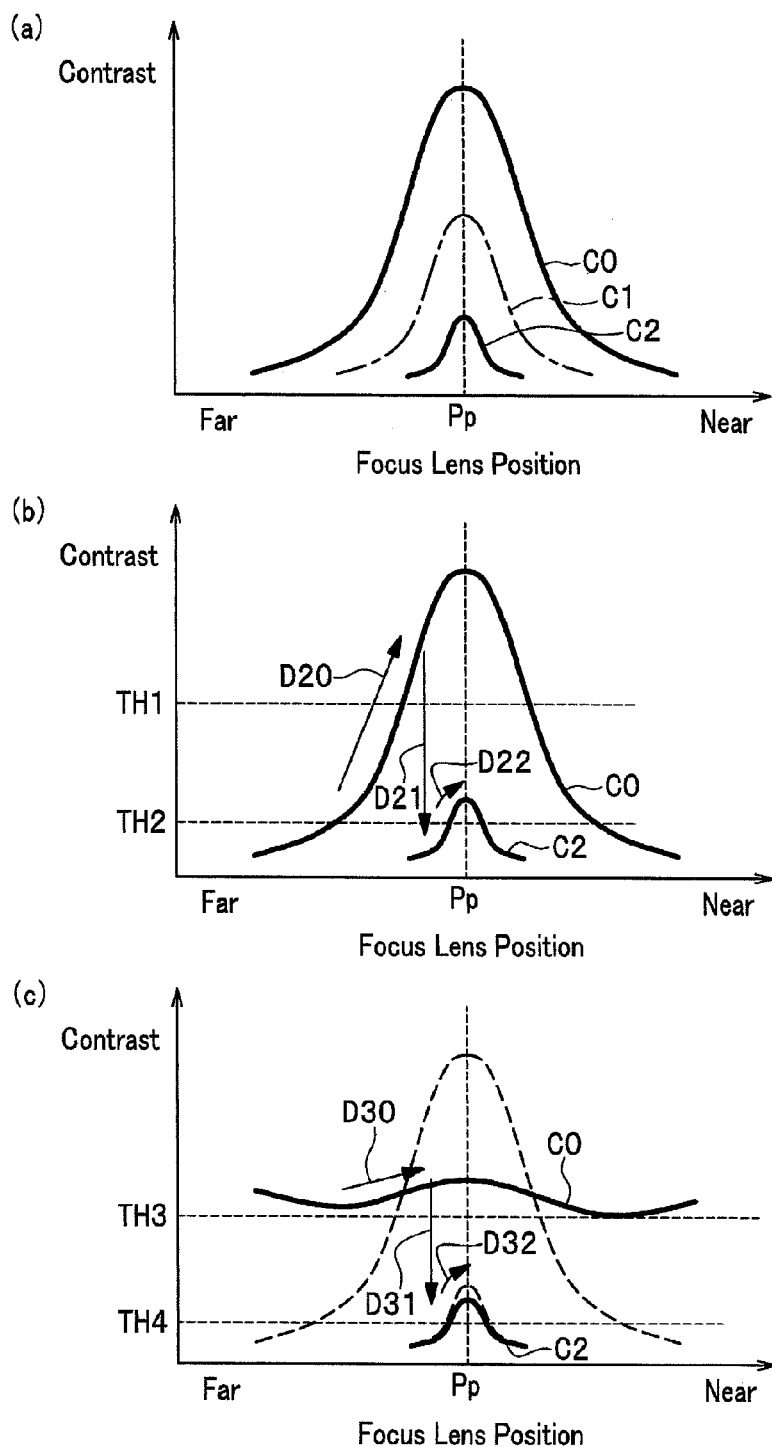 (a)
Contrast
C0
C1
C2
Far
Pp
Near
Focus Lens Position
(b)
Contrast
D20
TH1
D22
D21
C0
TH2
C2
Far
Pp
Near
Focus Lens Position
(c)
Contrast
D30
C0
TH3
D32
D31
TH4
C2
Far
Pp
Near
Focus Lens Position